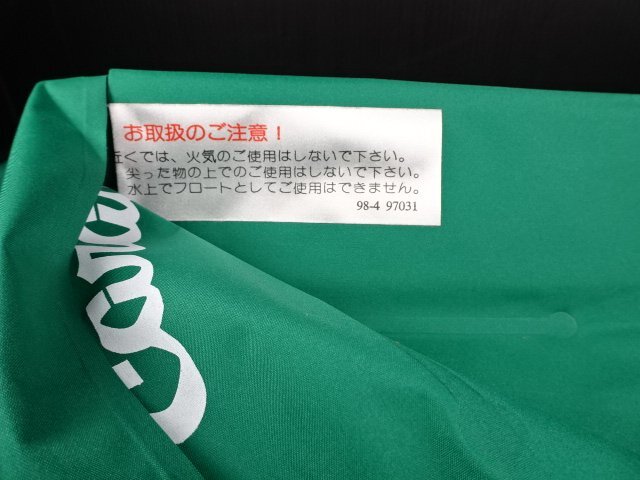 お取扱のご注意！
近くでは、火気のご使用はしないで下さい。
尖った物の上でのご使用はしないで下さい。
水上でフロートとしてご使用はできません。
98-4 97031